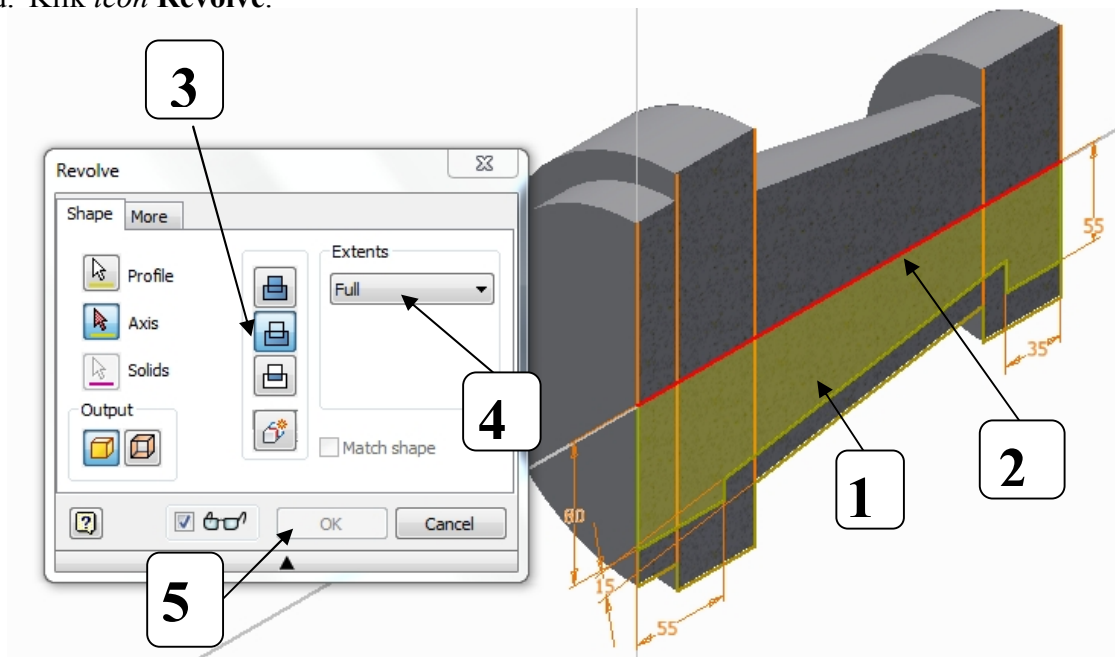 Klik icon Revolve.
3
Revolve
Shape
More
Profile
Axis
Solids
Output
Extents
Full
Match shape
OK
Cancel
4
5
1
2
55
35
15
55